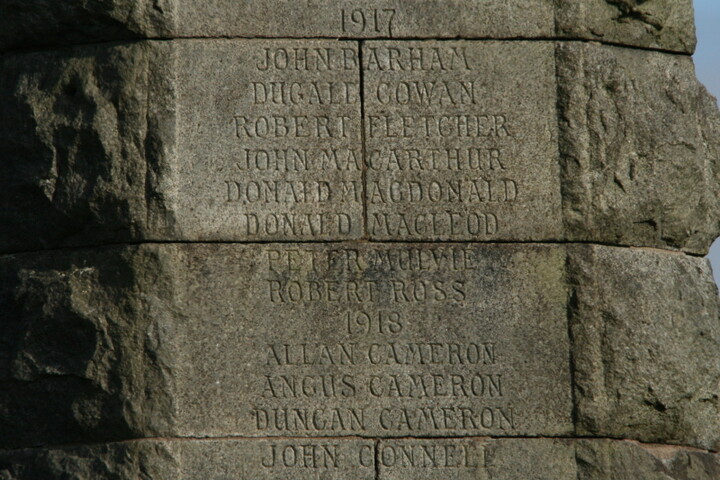 1917
JOHN BARHAM
DUGALD COWAN
ROBERT FLETCHER
JOHN MACARTHUR
DONALD MACDONALD
DONALD MACLEOD
PETER MULVIE
ROBERT ROSS
1918
ALLAN CAMERON
ANGUS CAMERON
DUNCAN CAMERON
JOHN CONNELL